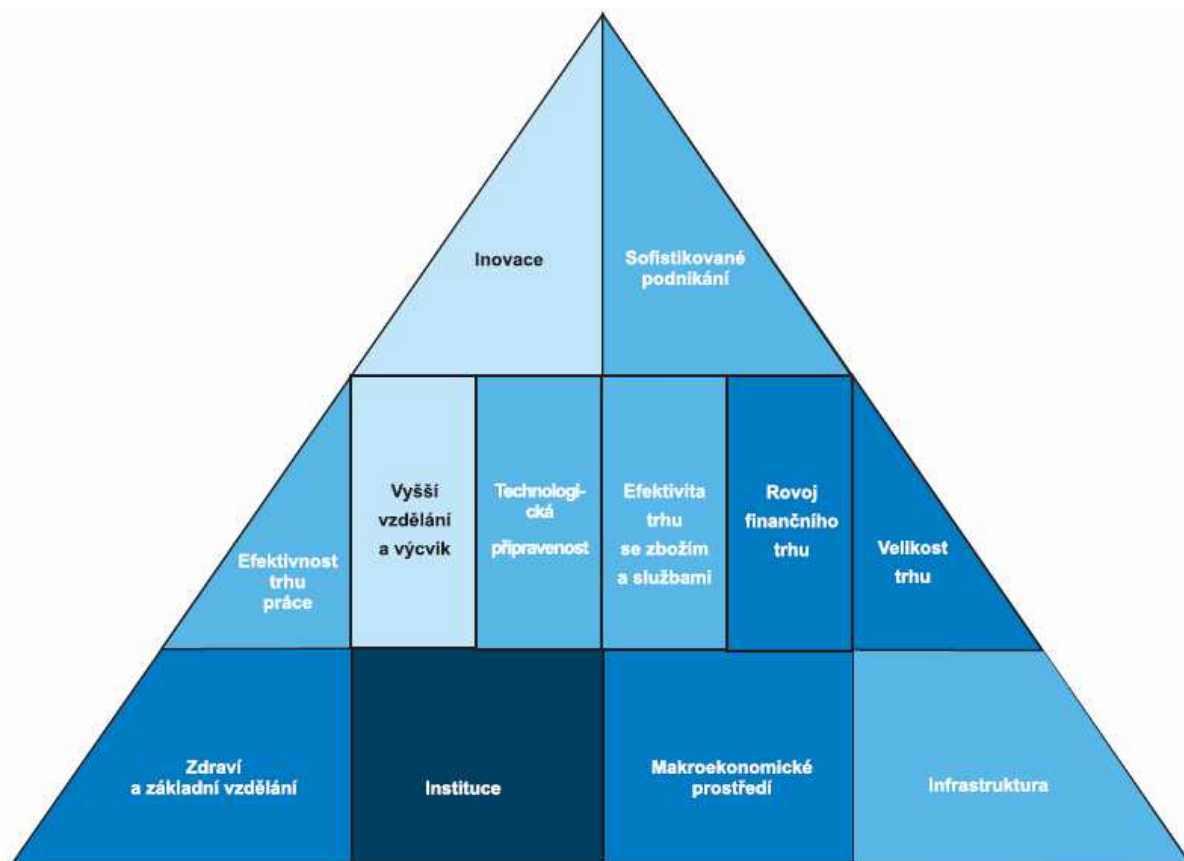 Inovace
Sofistikované
podnikání
Efektivnost
trhu
práce
Vyšší
vzdělání
a výcvik
Technologi-
cká
připravenost
Efektivita
trhu
se zbožím
a službami
Rovoj
finančního
trhu
Velikost
trhu
Zdraví
a základní vzdělání
Instituce
Makroekonomické
prostředí
Infrastruktura